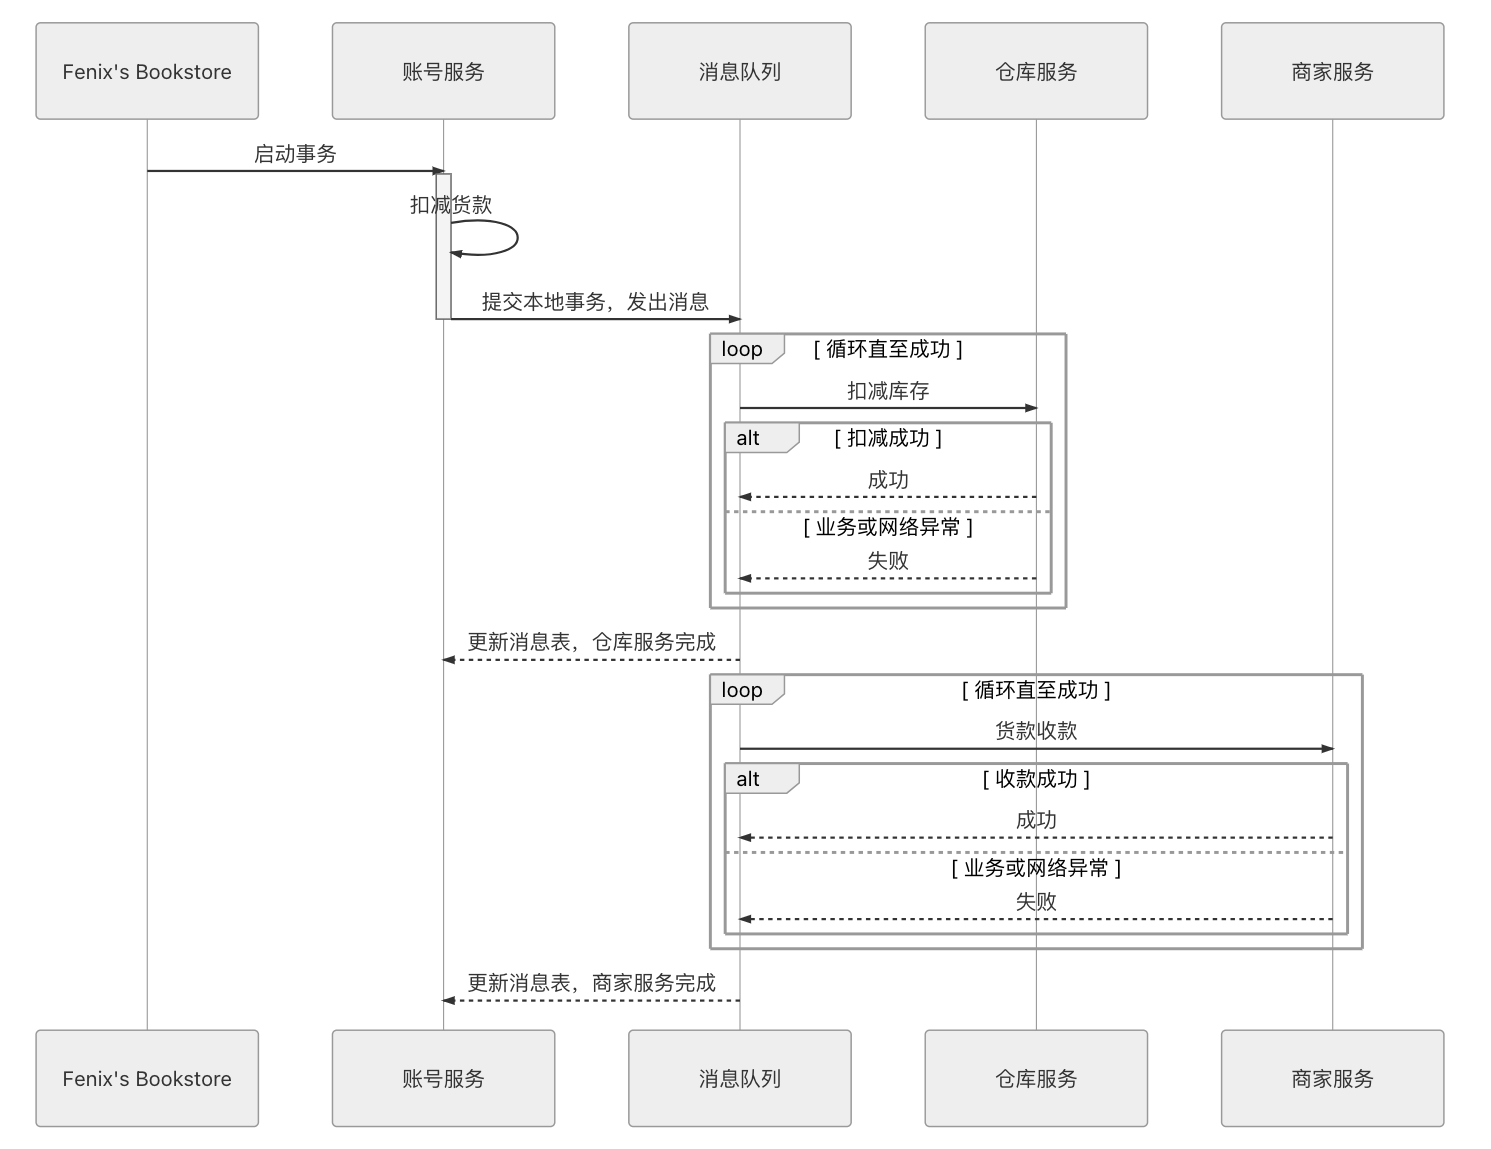 Fenix's Bookstore
账号服务
消息队列
仓库服务
商家服务
启动事务
扣减货款
提交本地事务，发出消息
loop
[ 循环直至成功 ]
扣减库存
alt
[ 扣减成功 ]
成功
[ 业务或网络异常 ]
失败
更新消息表，仓库服务完成
loop
[ 循环直至成功 ]
货款收款
alt
[ 收款成功 ]
成功
[ 业务或网络异常 ]
失败
更新消息表，商家服务完成
Fenix's Bookstore
账号服务
消息队列
仓库服务
商家服务